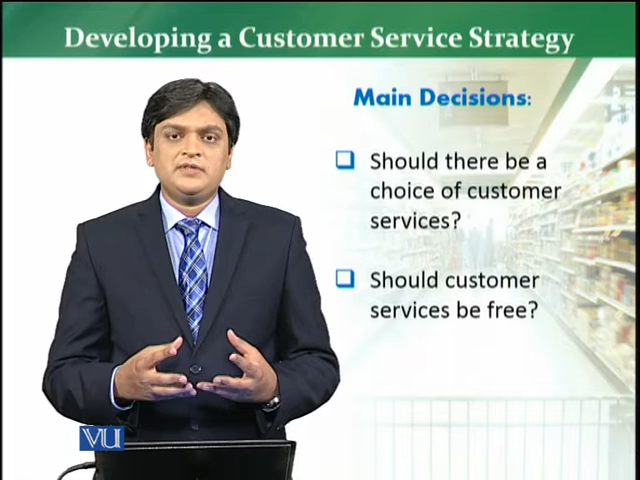 Developing a Customer Service Strategy
Main Decisions:
Should there be a
choice of customer
services?
Should customer
services be free?
VU